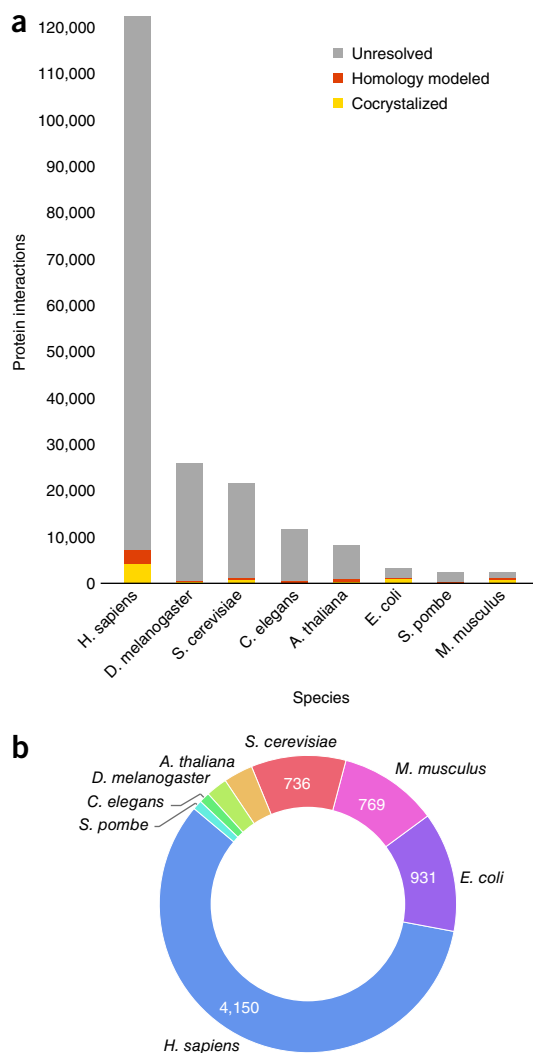 a
120,000
110,000
100,000
90,000
80,000
70,000
60,000
50,000
40,000
30,000
20,000
10,000
0
Protein interactions
Unresolved
Homology modeled
Cocrystalized
H. sapiens
D. melanogaster
S. cerevisiae
C. elegans
A. thaliana
E. coli
S. pombe
M. musculus
Species
b
S. cerevisiae
A. thaliana
D. melanogaster
C. elegans
S. pombe
M. musculus
E. coli
H. sapiens
736
769
931
4,150